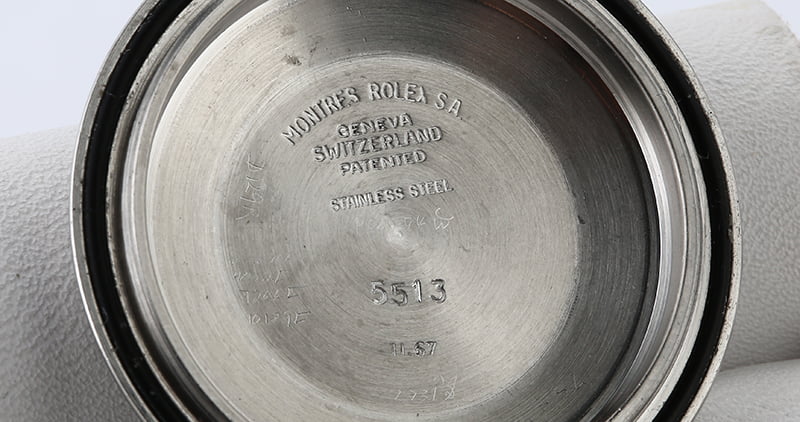 MONTRES ROLEX S.A.
GENEVA
SWITZERLAND
PATENTED
STAINLESS STEEL
5513
II.67